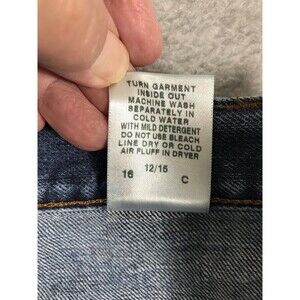 TURN GARMENT
INSIDE OUT
MACHINE WASH
SEPARATELY IN
COLD WATER
WITH MILD DETERGENT
DO NOT USE BLEACH
LINE DRY OR COLD
AIR FLUFF IN DRYER
12/15
16 C